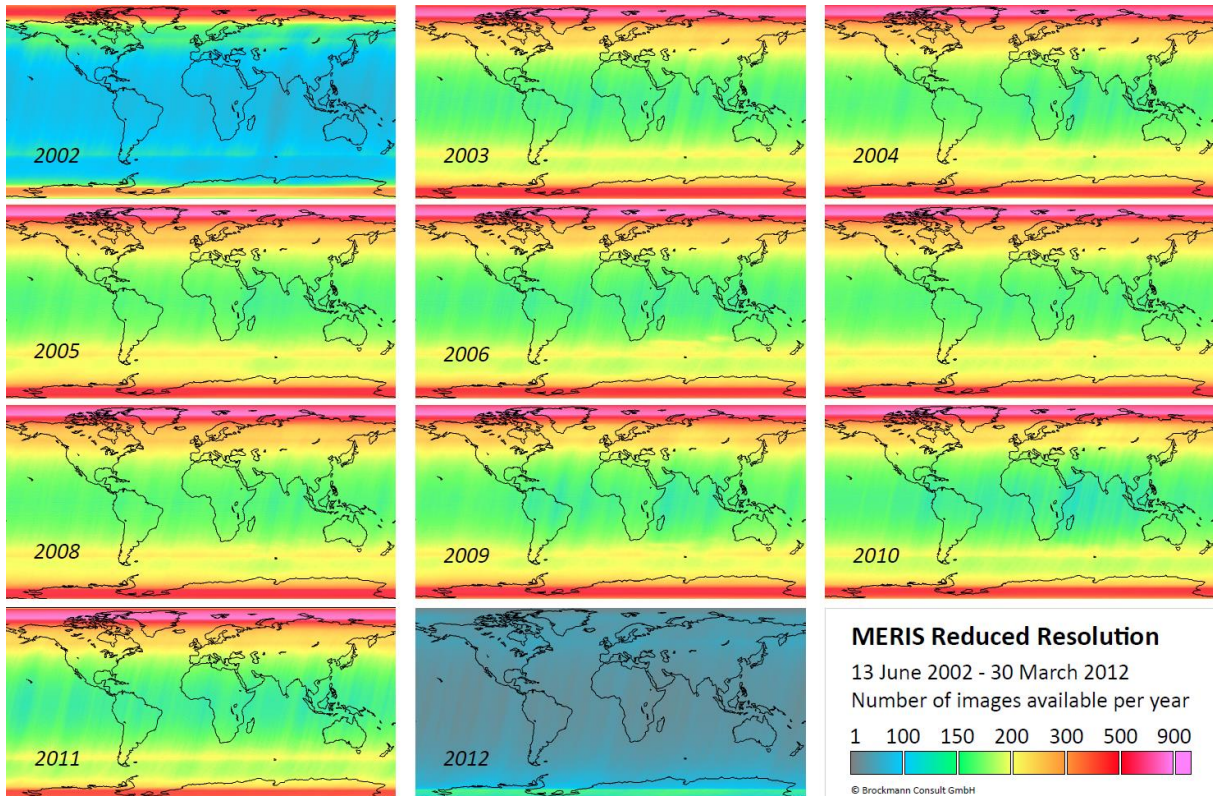 2002
2003
2004
2005
2006
2008
2009
2010
2011
2012
MERIS Reduced Resolution
13 June 2002 - 30 March 2012
Number of images available per year
1 100 150 200 300 500 900
© Brockmann Consult GmbH